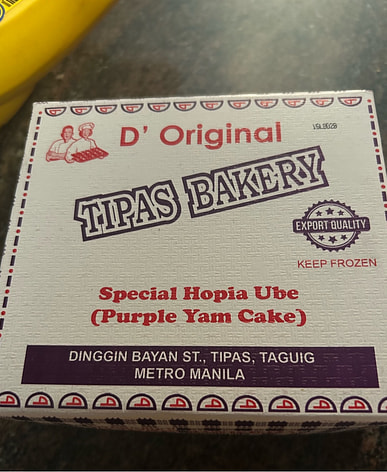 D' Original
TIPAS BAKERY
EXPORT QUALITY
KEEP FROZEN
Special Hopia Ube
(Purple Yam Cake)
DINGGIN BAYAN ST., TIPAS, TAGUIG
METRO MANILA